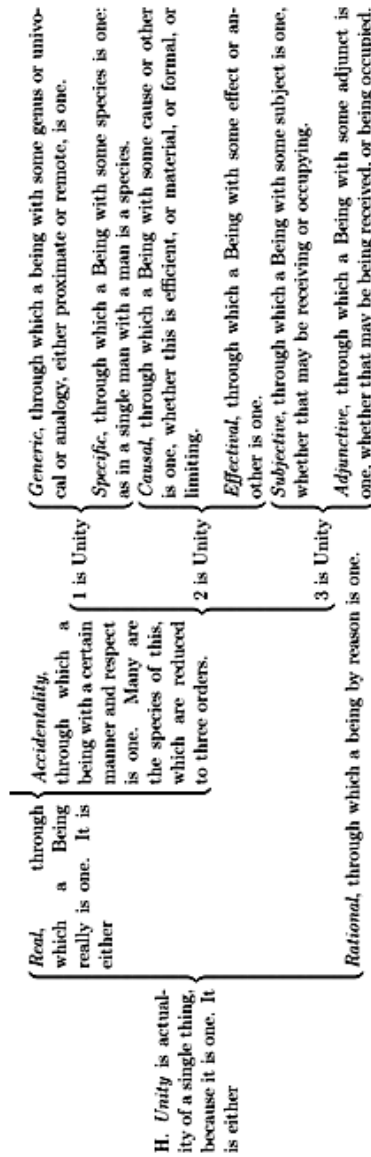 H. Unity is actual-
ity of a single thing,
because it is one. It
is either
Real, through
which a Being
really is one. It is
either
Accidentality,
through which a
being with a certain
manner and respect
is one. Many are
the species of this,
which are reduced
to three orders.
1 is Unity
Generic, through which a being with some genus or univo-
cal or analogy, either proximate or remote, is one.
Specific, through which a Being with some species is one:
as in a single man with a man is a species.
2 is Unity
Causal, through which a Being with some cause or other
is one, whether this is efficient, or material, or formal, or
limiting.
Effectival, through which a Being with some effect or an-
other is one.
3 is Unity
Subjective, through which a Being with some subject is one,
whether that may be receiving or occupying.
Adjunctive, through which a Being with some adjunct is
one, whether that may be being received, or being occupied.
Rational, through which a being by reason is one.